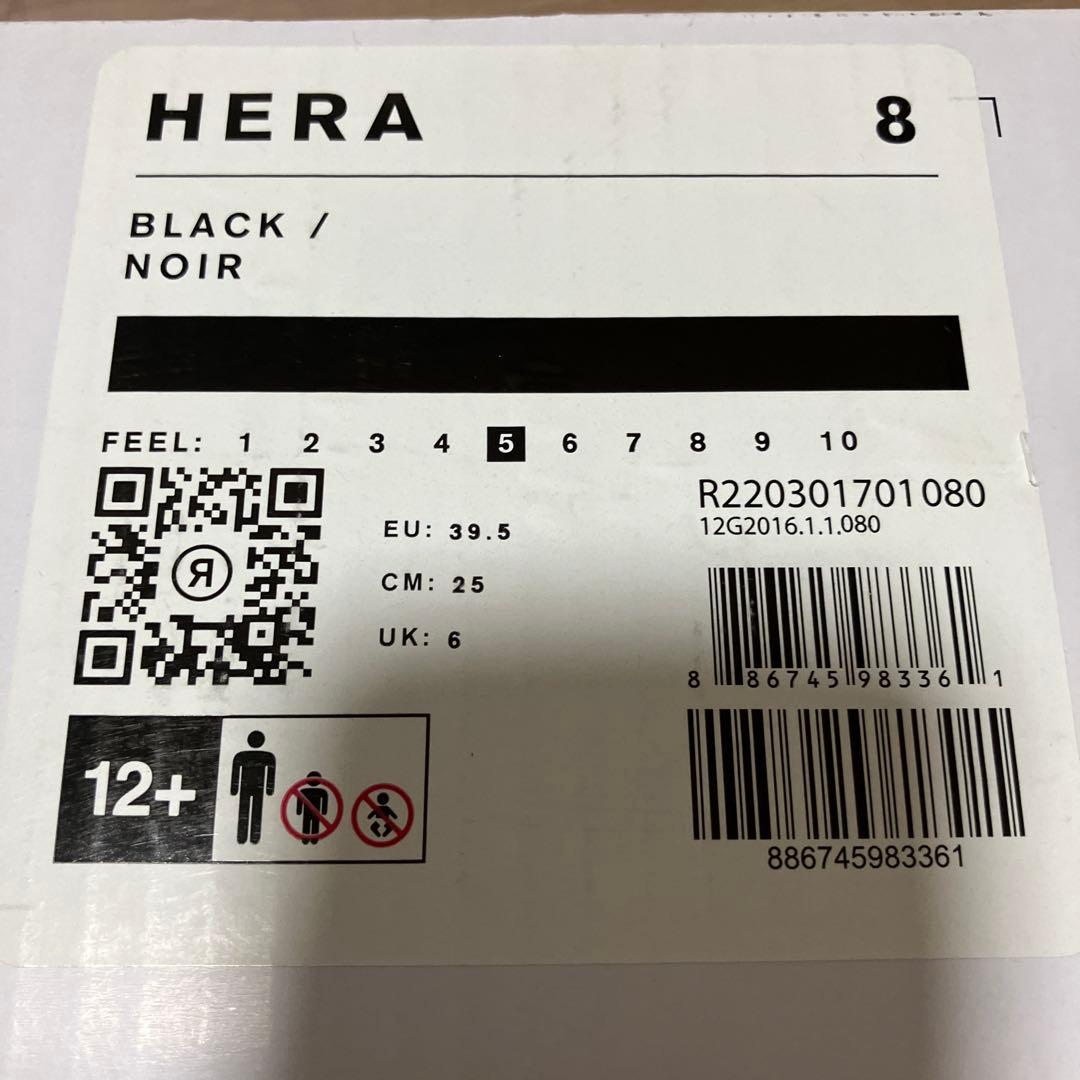 HERA 8
BLACK /
NOIR
FEEL: 1 2 3 4 5 6 7 8 9 10
R220301701080
12G2016.1.1.080
EU: 39.5
CM: 25
UK: 6
8 86745 98336 1
12+
886745983361